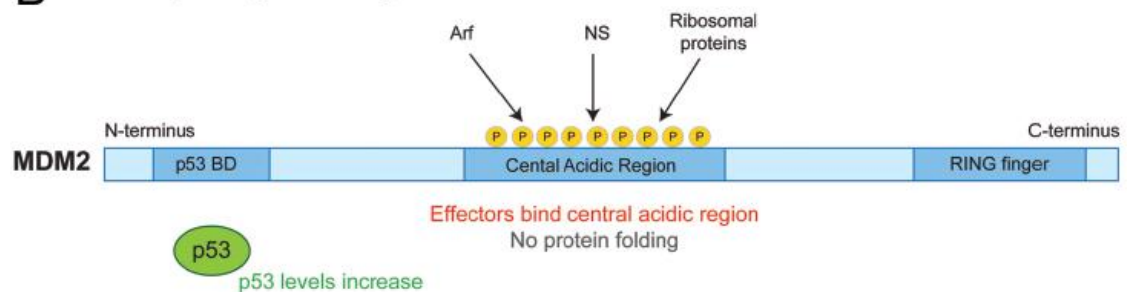 Arf
NS
Ribosomal
proteins
P P P P P P P P P
N-terminus
C-terminus
MDM2
p53 BD
Cental Acidic Region
RING finger
Effectors bind central acidic region
No protein folding
p53
p53 levels increase